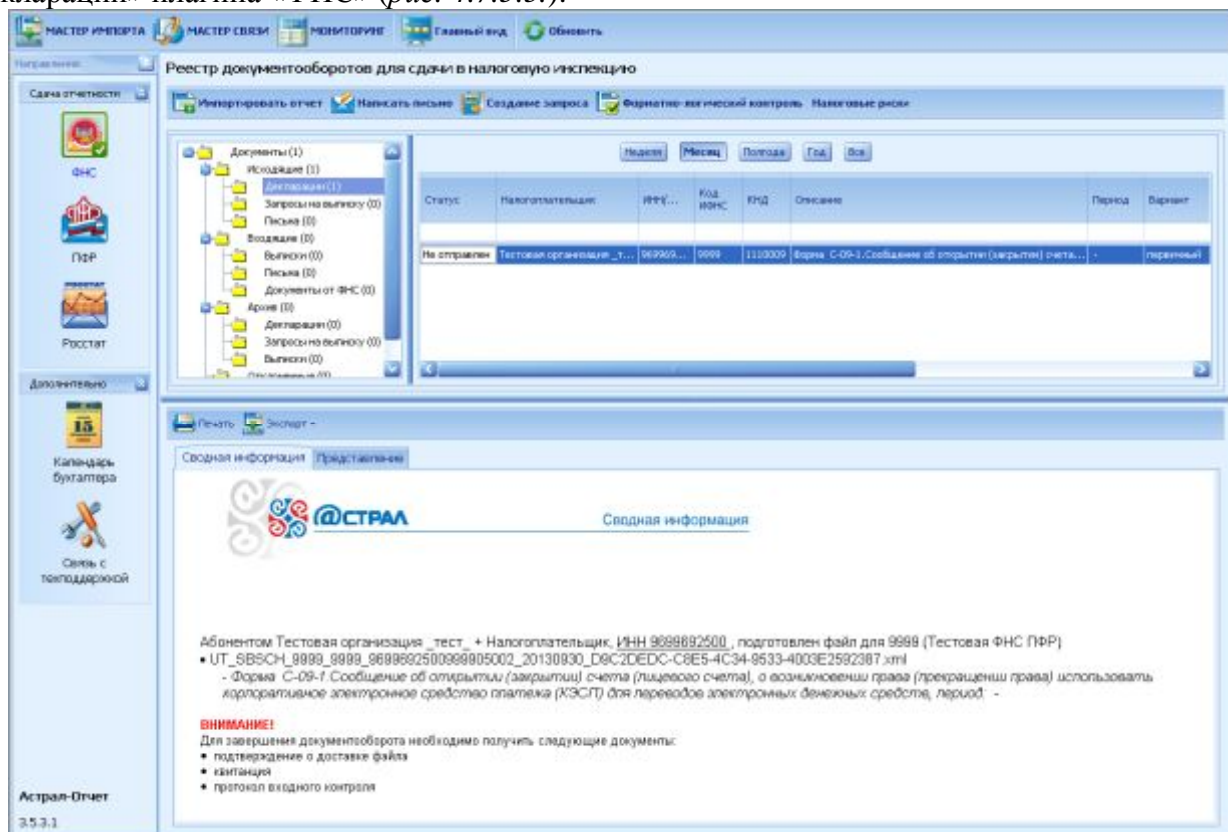 кларации» плагина «ФНС» (рис. 4.7.3.3.).
МАСТЕР ИМПОРТА МАСТЕР СВЯЗИ МОНИТОРИНГ Главный вид Обновить
Направления
Реестр документооборотов для сдачи в налоговую инспекцию
Сдача отчетности
Импортировать отчет Написать письмо Создание запроса Форматно-логический контроль Налоговые риски
ФНС
ПФР
РОССТАТ
Росстат
Дополнительно
15
Календарь
бухгалтера
Связь с
техподдержкой
Астрал-Отчет
3.5.3.1
Документы (1)
Исходящие (1)
Декларации (1)
Запросы на выписку (0)
Письма (0)
Входящие (0)
Выписки (0)
Письма (0)
Документы от ФНС (0)
Архив (0)
Декларации (0)
Запросы на выписку (0)
Выписки (0)
Неделя Месяц Полгода Год Все
Статус Налогоплательщик ИНН/... Код ИФНС КНД Описание Период Вариант
Не отправлен Тестовая организация _т... 969969... 9999 1110009 Форма С-09-1.Сообщение об открытии (закрытии) счета... - первичный
Печать Экспорт
Сводная информация Представление
@СТРАЛ
Сводная информация
Абонентом Тестовая организация _тест_ + Налогоплательщик, ИНН 9699692500 , подготовлен файл для 9999 (Тестовая ФНС ПФР)
• UT_SBSCH_9999_9999_9699692500999905002_20130930_D9C2DEDC-C8E5-4C34-9533-4003E2592387.xml
- Форма С-09-1.Сообщение об открытии (закрытии) счета (лицевого счета), о возникновении права (прекращении права) использовать
корпоративное электронное средство платежа (КЭСП) для переводов электронных денежных средств, период: -
ВНИМАНИЕ!
Для завершения документооборота необходимо получить следующие документы:
• подтверждение о доставке файла
• квитанция
• протокол входного контроля